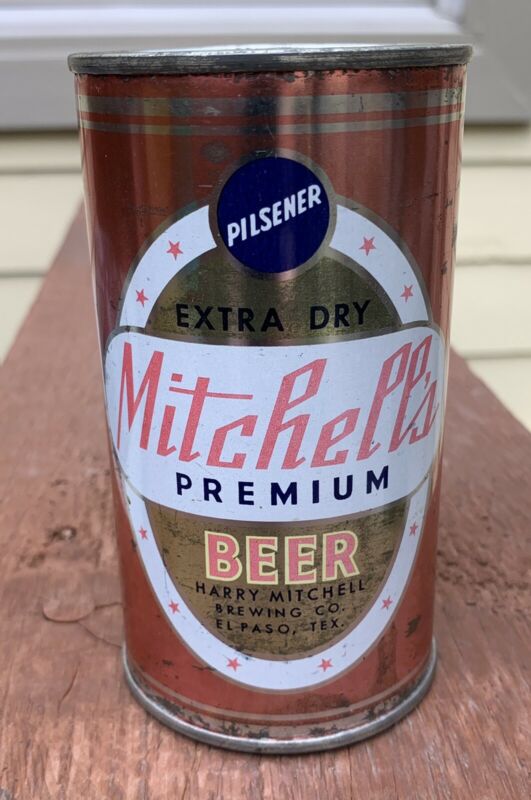 PILSENER
EXTRA DRY
Mitchell's
PREMIUM
BEER
HARRY MITCHELL
BREWING CO.
EL PASO, TEX.